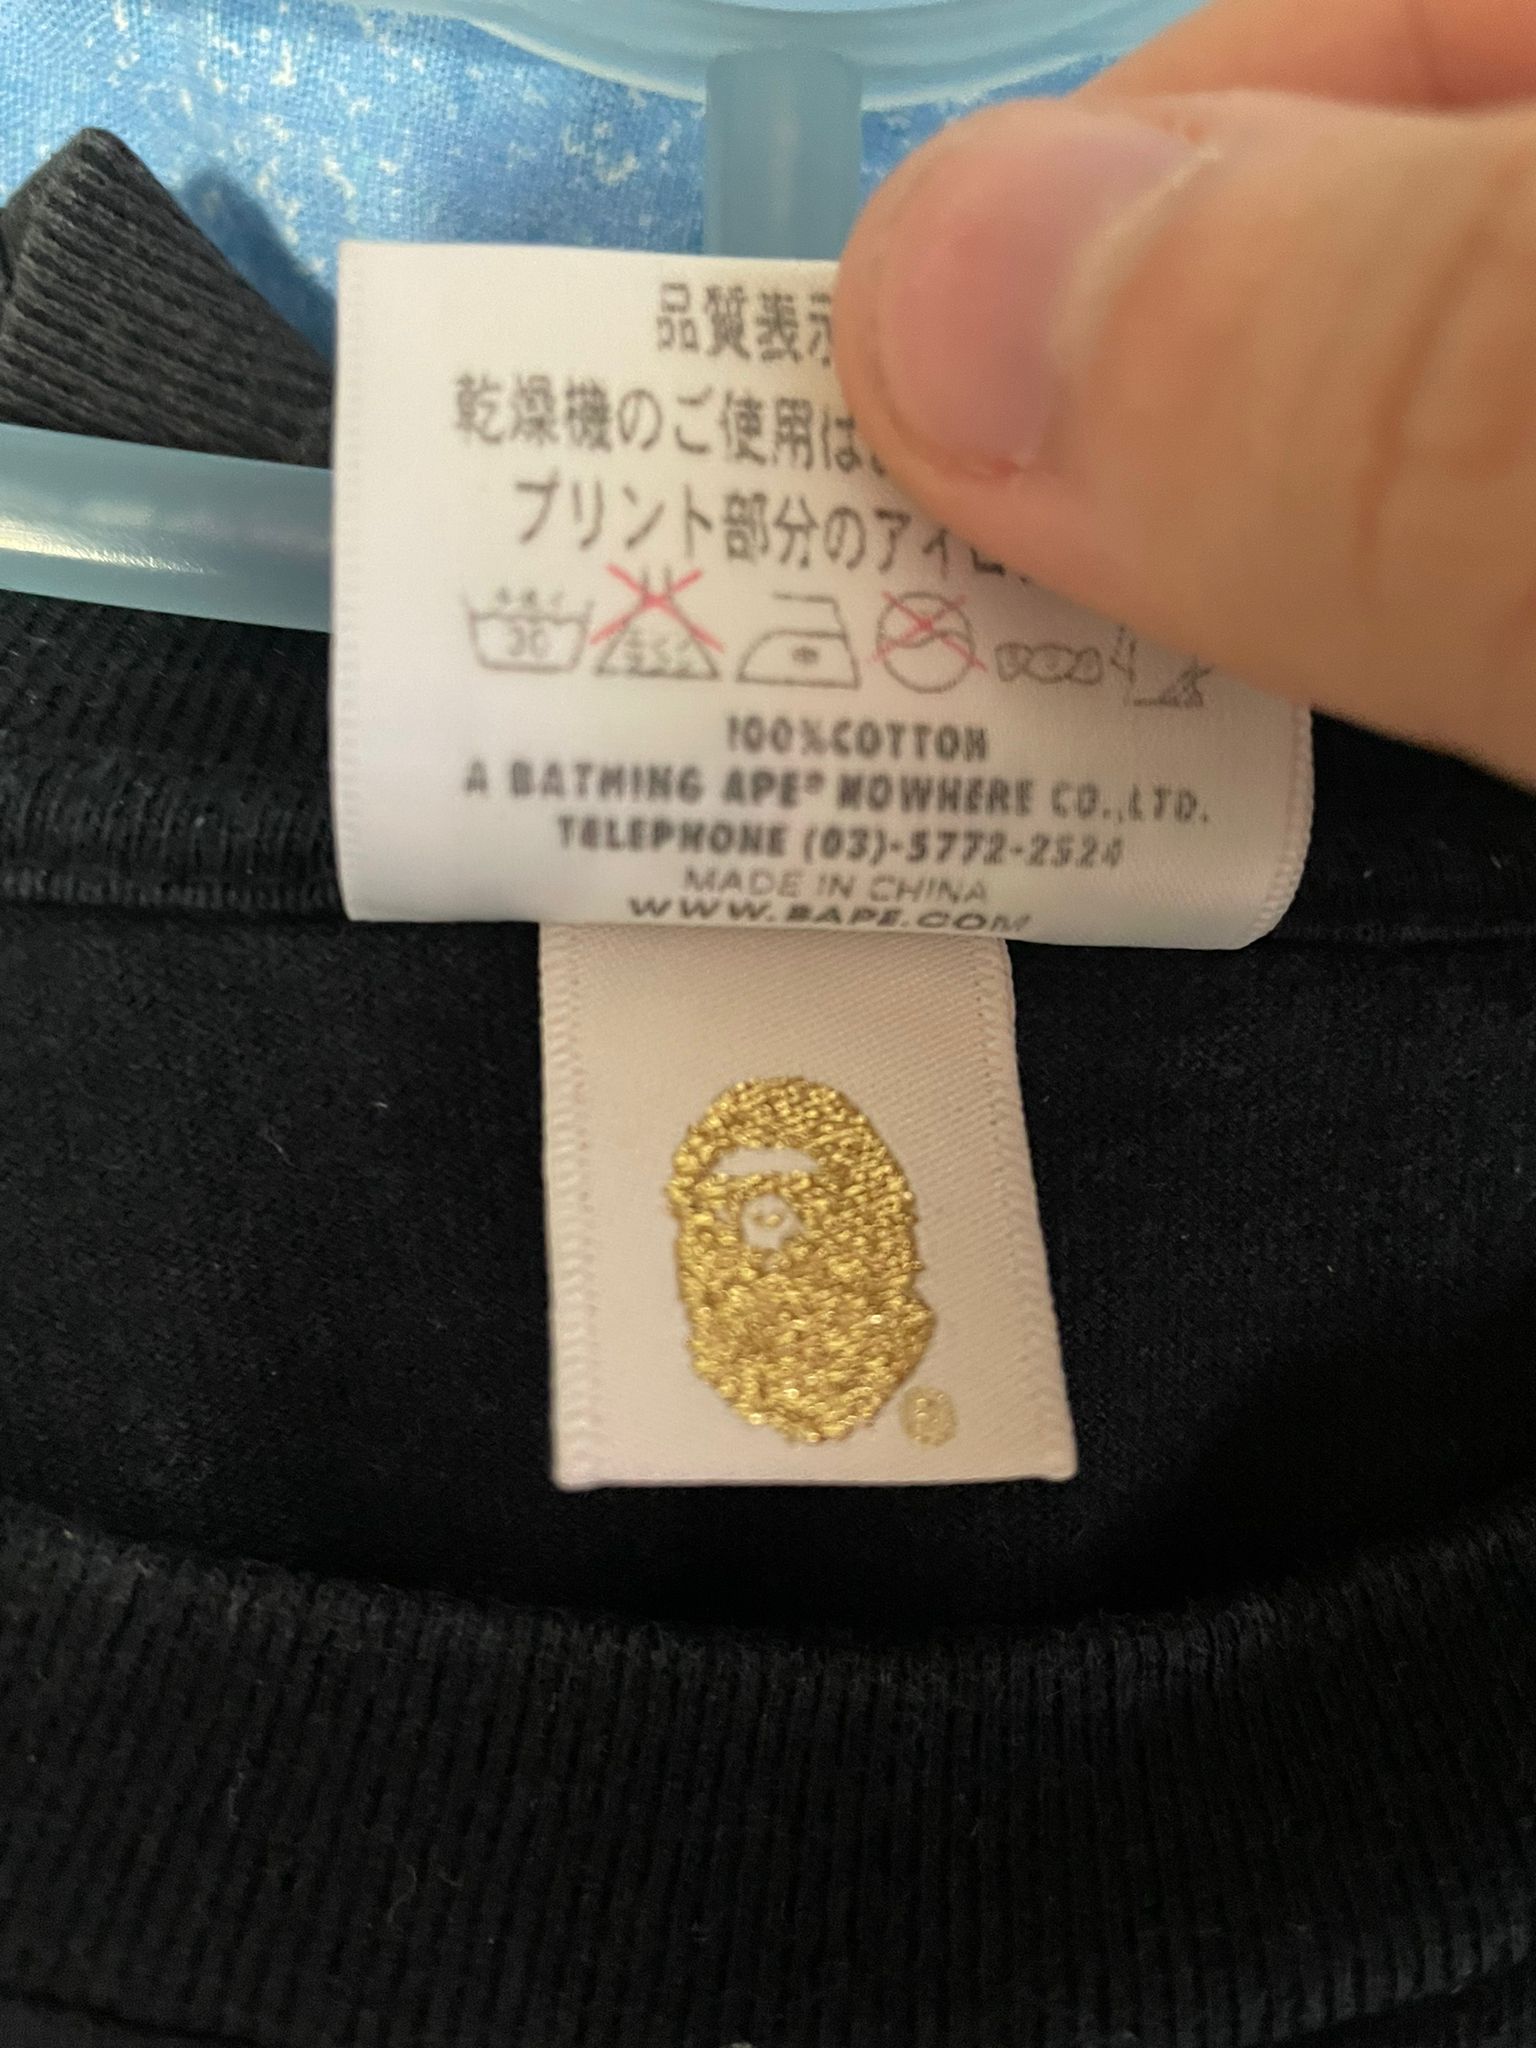 品質表示
乾燥機のご使用は
プリント部分のアイロ
30
100%COTTON
A BATHING APE® NOWHERE CO.,LTD.
TELEPHONE (03)-5772-2524
MADE IN CHINA
WWW.BAPE.COM
®